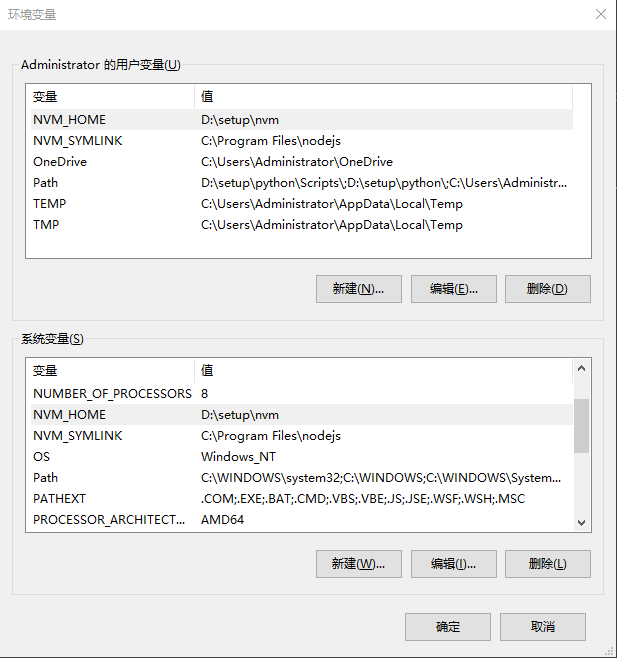 环境变量
Administrator 的用户变量(U)
变量 值
NVM_HOME D:\setup\nvm
NVM_SYMLINK C:\Program Files\nodejs
OneDrive C:\Users\Administrator\OneDrive
Path D:\setup\python\Scripts\;D:\setup\python\;C:\Users\Administr...
TEMP C:\Users\Administrator\AppData\Local\Temp
TMP C:\Users\Administrator\AppData\Local\Temp
新建(N)... 编辑(E)... 删除(D)
系统变量(S)
变量 值
NUMBER_OF_PROCESSORS 8
NVM_HOME D:\setup\nvm
NVM_SYMLINK C:\Program Files\nodejs
OS Windows_NT
Path C:\WINDOWS\system32;C:\WINDOWS;C:\WINDOWS\System...
PATHEXT .COM;.EXE;.BAT;.CMD;.VBS;.VBE;.JS;.JSE;.WSF;.WSH;.MSC
PROCESSOR_ARCHITECT... AMD64
新建(W)... 编辑(I)... 删除(L)
确定 取消